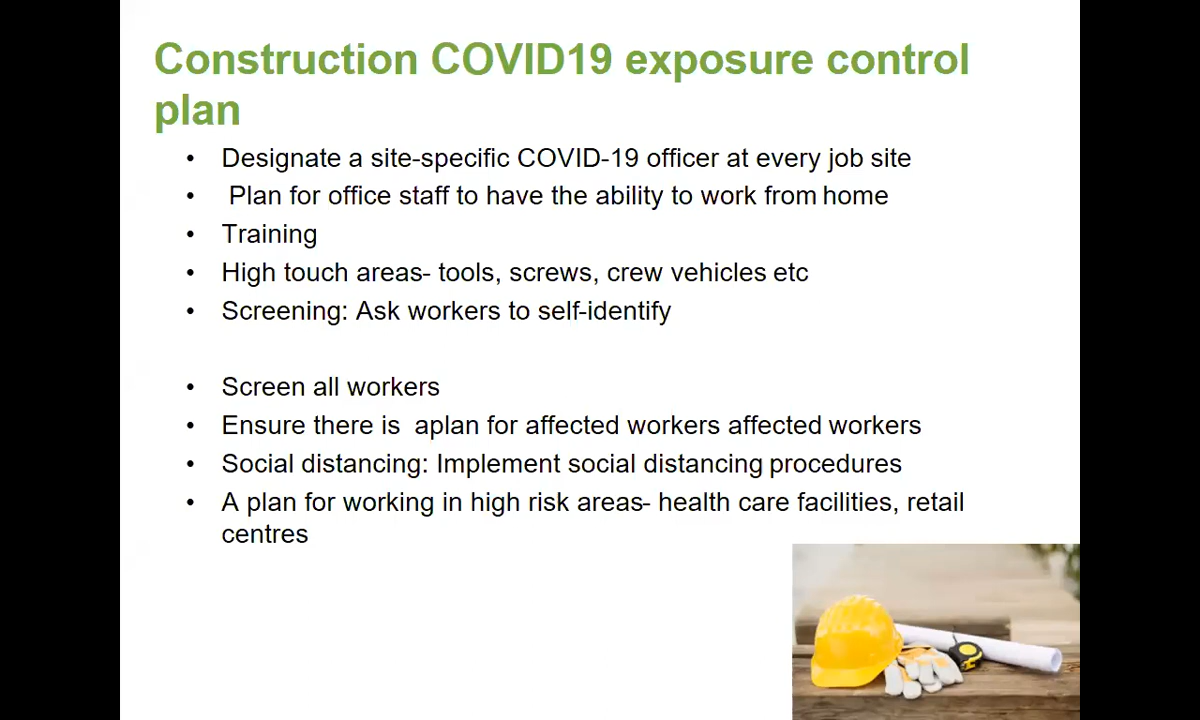 Construction COVID19 exposure control
plan
• Designate a site-specific COVID-19 officer at every job site
• Plan for office staff to have the ability to work from home
• Training
• High touch areas- tools, screws, crew vehicles etc
• Screening: Ask workers to self-identify
• Screen all workers
• Ensure there is  aplan for affected workers affected workers
• Social distancing: Implement social distancing procedures
• A plan for working in high risk areas- health care facilities, retail
centres